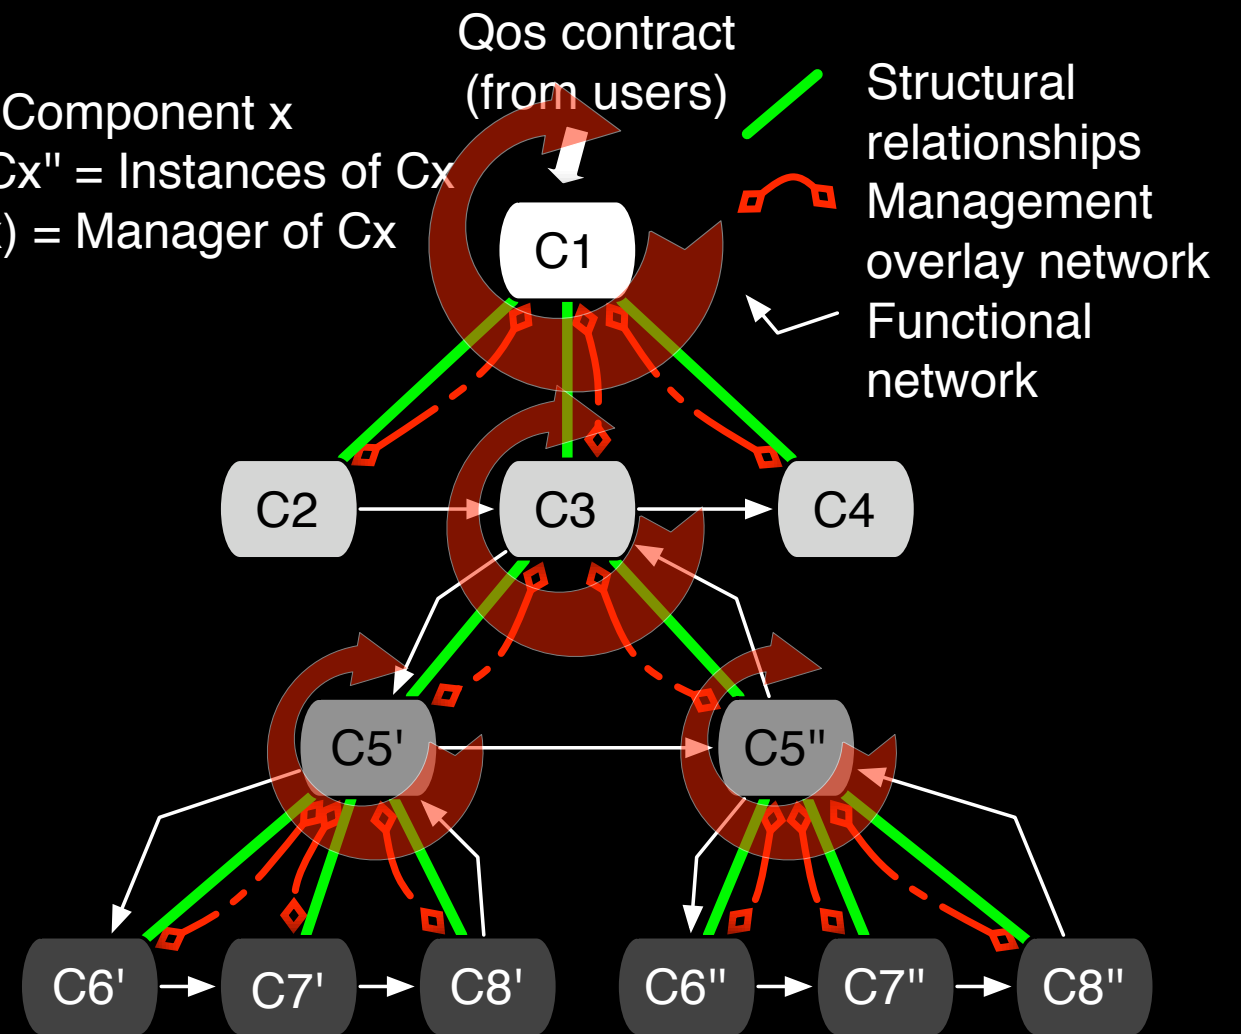 Qos contract
(from users)
Component x
Cx" = Instances of Cx
) = Manager of Cx
Structural
relationships
Management
overlay network
Functional
network
C1
C2
C3
C4
C5'
C5"
C6'
C7'
C8'
C6"
C7"
C8"